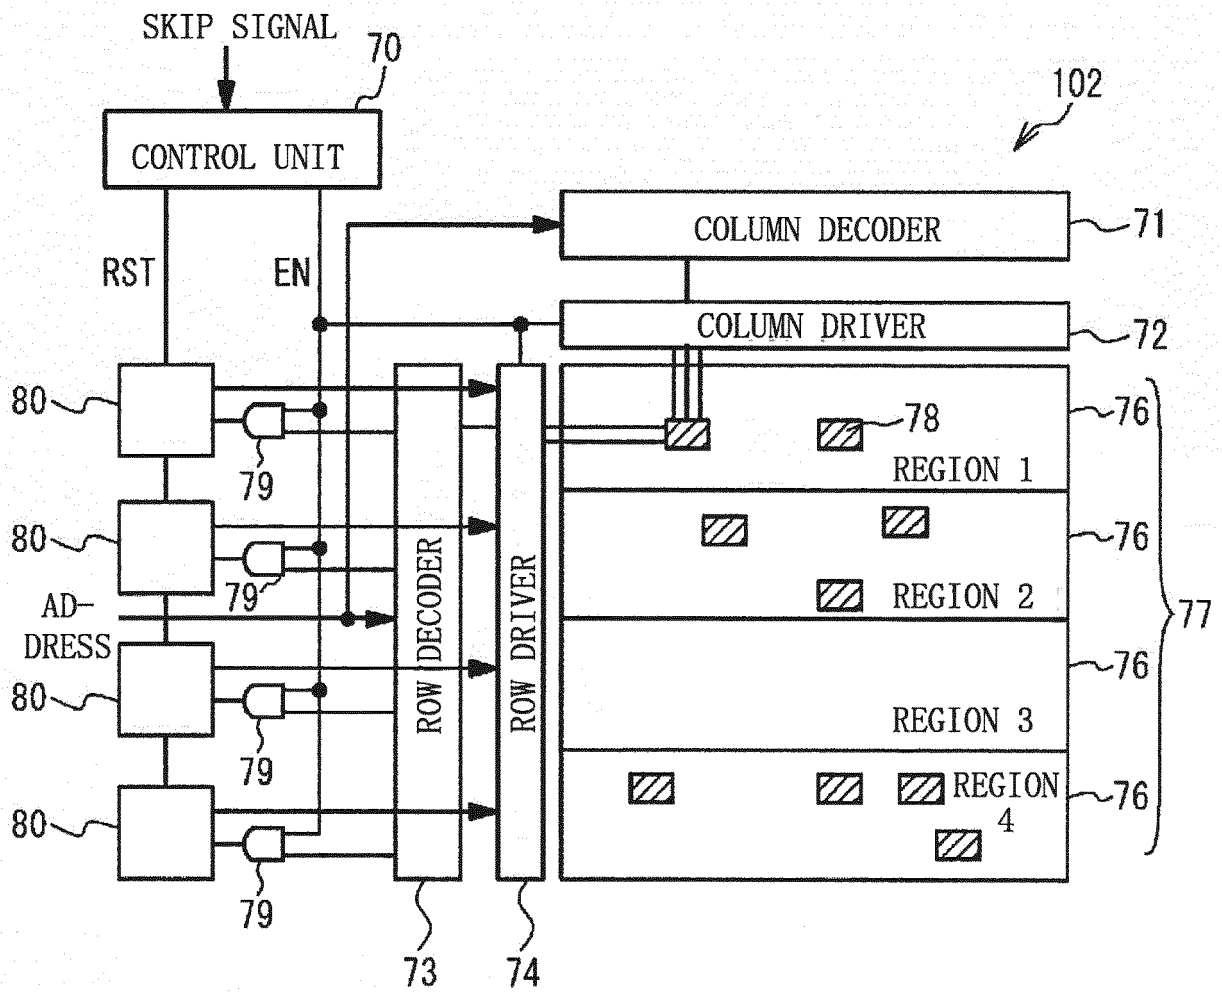 SKIP SIGNAL
70
102
CONTROL UNIT
COLUMN DECODER
71
RST
EN
COLUMN DRIVER
72
80
76
78
79
REGION 1
80
76
79
REGION 2
AD-
DRESS
77
ROW DECODER
ROW DRIVER
80
76
79
REGION 3
80
76
REGION
4
79
73
74